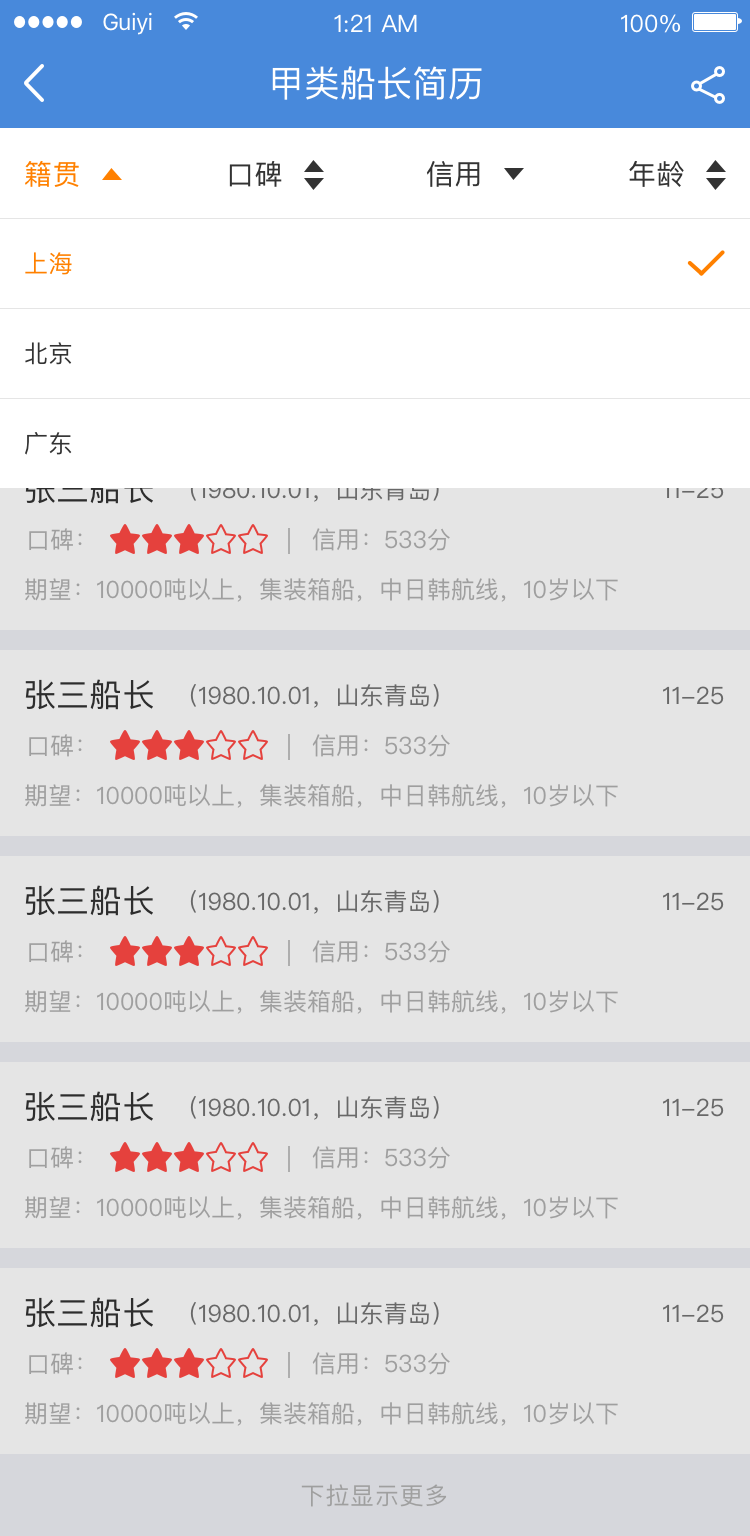 Guiyi 1:21 AM 100%
甲类船长简历
籍贯 口碑 信用 年龄
上海
北京
广东
张三船长 (1980.10.01, 山东青岛) 11-25
口碑: 信用: 533分
期望: 10000吨以上, 集装箱船, 中日韩航线, 10岁以下
张三船长 (1980.10.01, 山东青岛) 11-25
口碑: 信用: 533分
期望: 10000吨以上, 集装箱船, 中日韩航线, 10岁以下
张三船长 (1980.10.01, 山东青岛) 11-25
口碑: 信用: 533分
期望: 10000吨以上, 集装箱船, 中日韩航线, 10岁以下
张三船长 (1980.10.01, 山东青岛) 11-25
口碑: 信用: 533分
期望: 10000吨以上, 集装箱船, 中日韩航线, 10岁以下
张三船长 (1980.10.01, 山东青岛) 11-25
口碑: 信用: 533分
期望: 10000吨以上, 集装箱船, 中日韩航线, 10岁以下
下拉显示更多